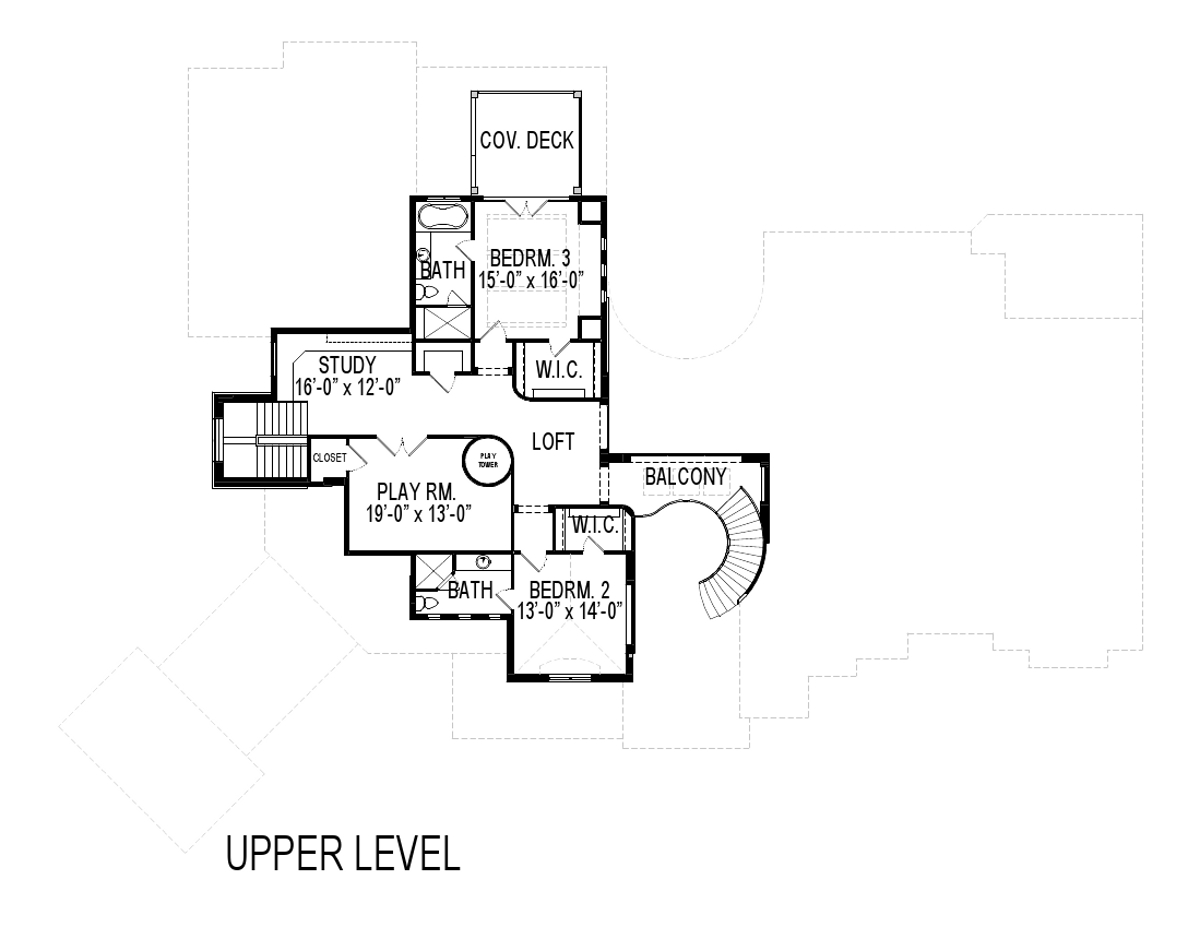 COV. DECK
BEDRM. 3
15'-0" x 16'-0"
BATH
STUDY
16'-0" x 12'-0"
W.I.C.
LOFT
CLOSET
PLAY
TOWER
BALCONY
PLAY RM.
19'-0" x 13'-0"
W.I.C.
BATH
BEDRM. 2
13'-0" x 14'-0"
UPPER LEVEL